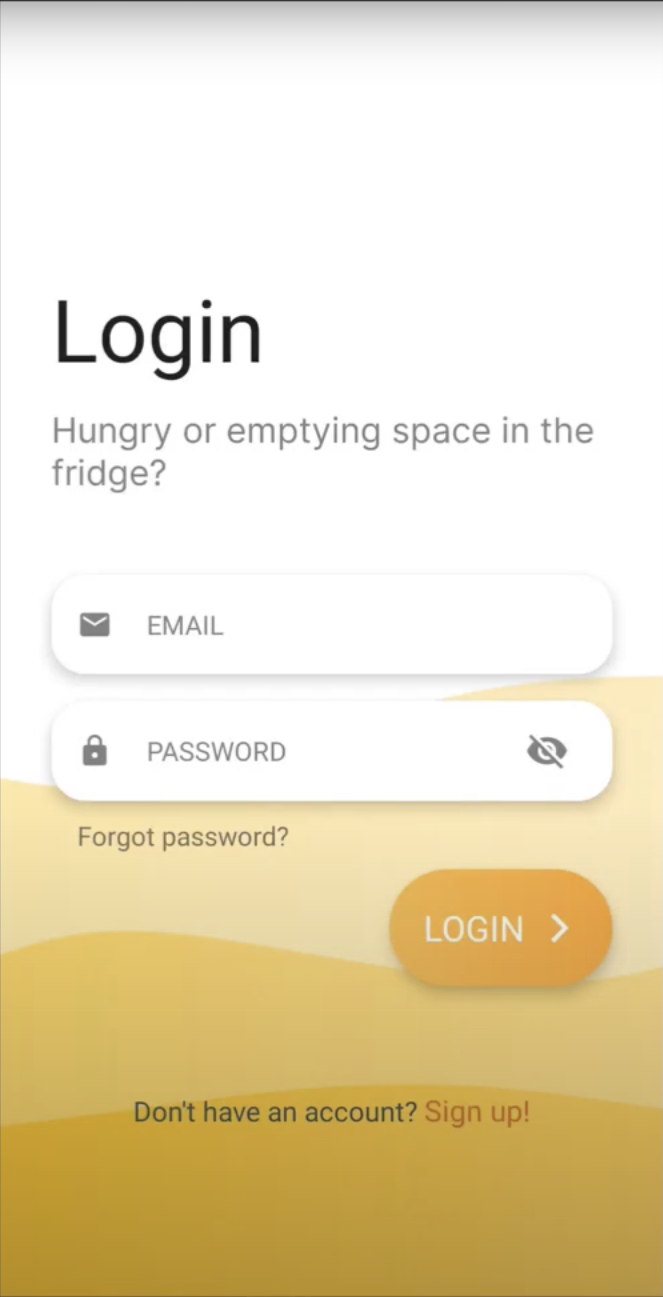 Login
Hungry or emptying space in the
fridge?
EMAIL
PASSWORD
Forgot password?
LOGIN
Don't have an account? Sign up!